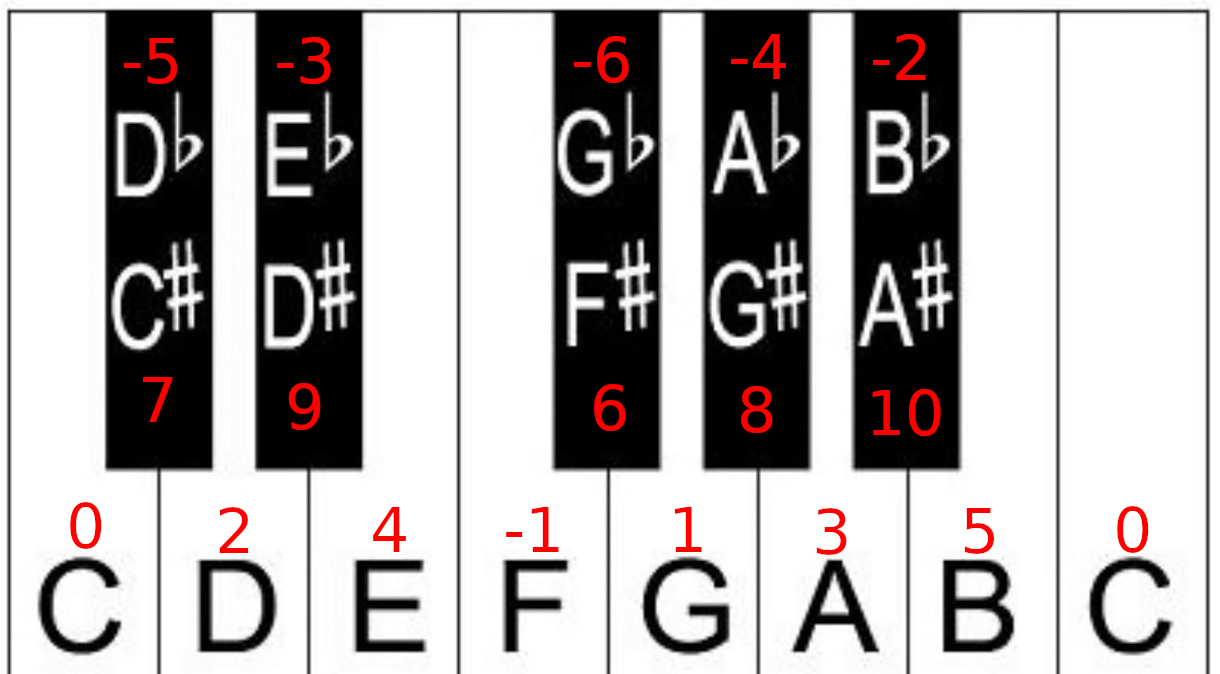 -5 -3 -6 -4 -2
D♭ E♭ G♭ A♭ B♭
C# D# F# G# A#
7 9 6 8 10
0 2 4 -1 1 3 5 0
C D E F G A B C